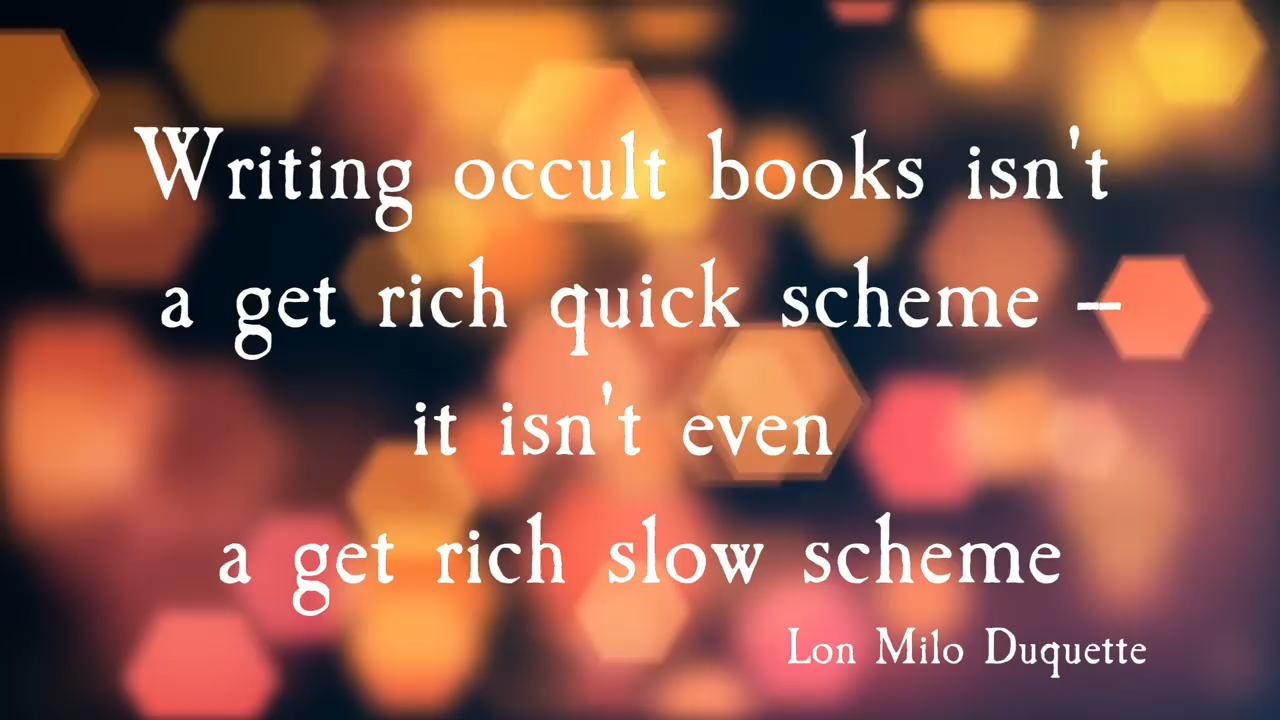 Writing occult books isn't
a get rich quick scheme –
it isn't even
a get rich slow scheme
Lon Milo Duquette